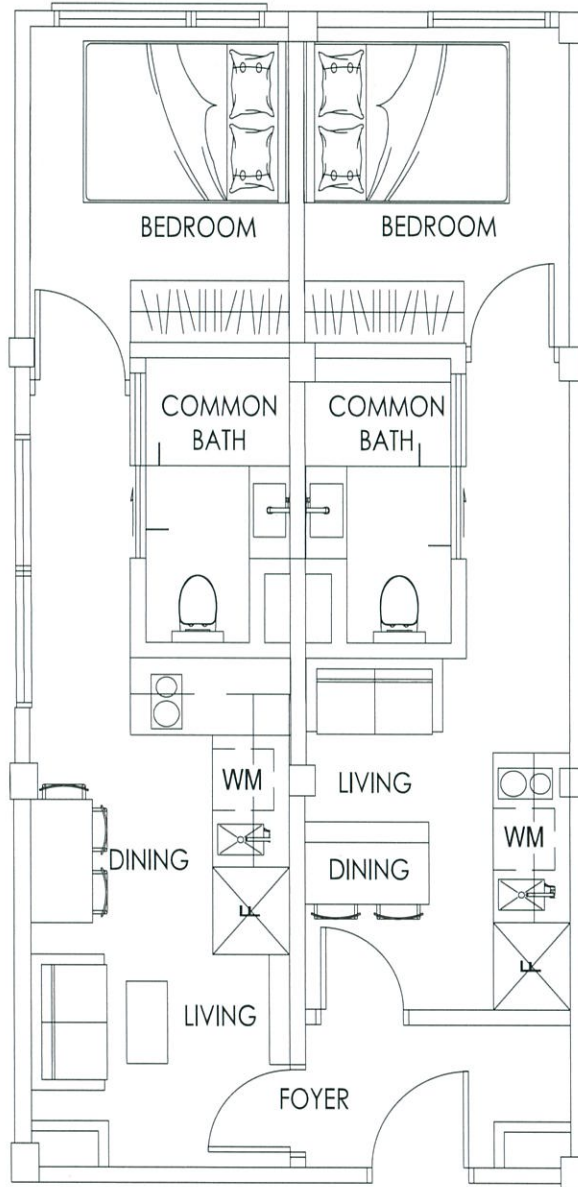 BEDROOM
BEDROOM
COMMON
BATH
COMMON
BATH
WM
LIVING
WM
DINING
DINING
F
F
LIVING
FOYER